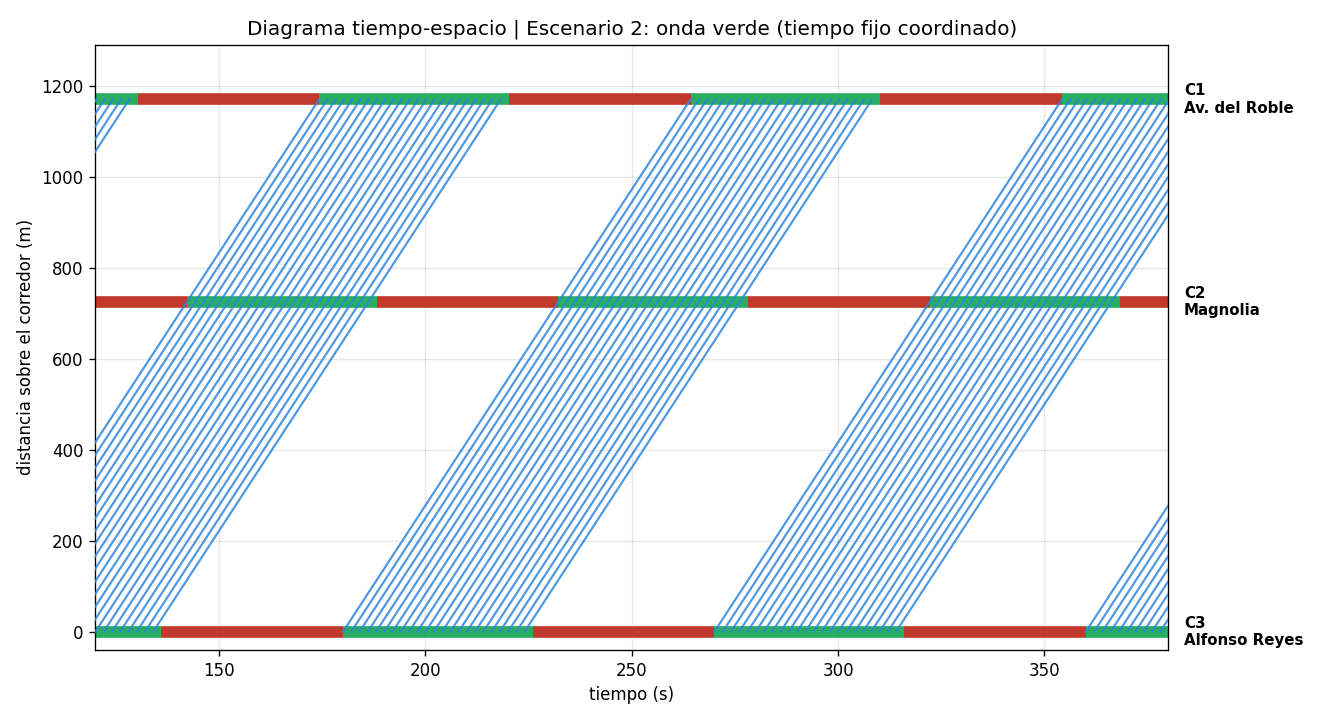 Diagrama tiempo-espacio | Escenario 2: onda verde (tiempo fijo coordinado)
distancia sobre el corredor (m)
1200
1000
800
600
400
200
0
C1
Av. del Roble
C2
Magnolia
C3
Alfonso Reyes
150
200
250
300
350
tiempo (s)